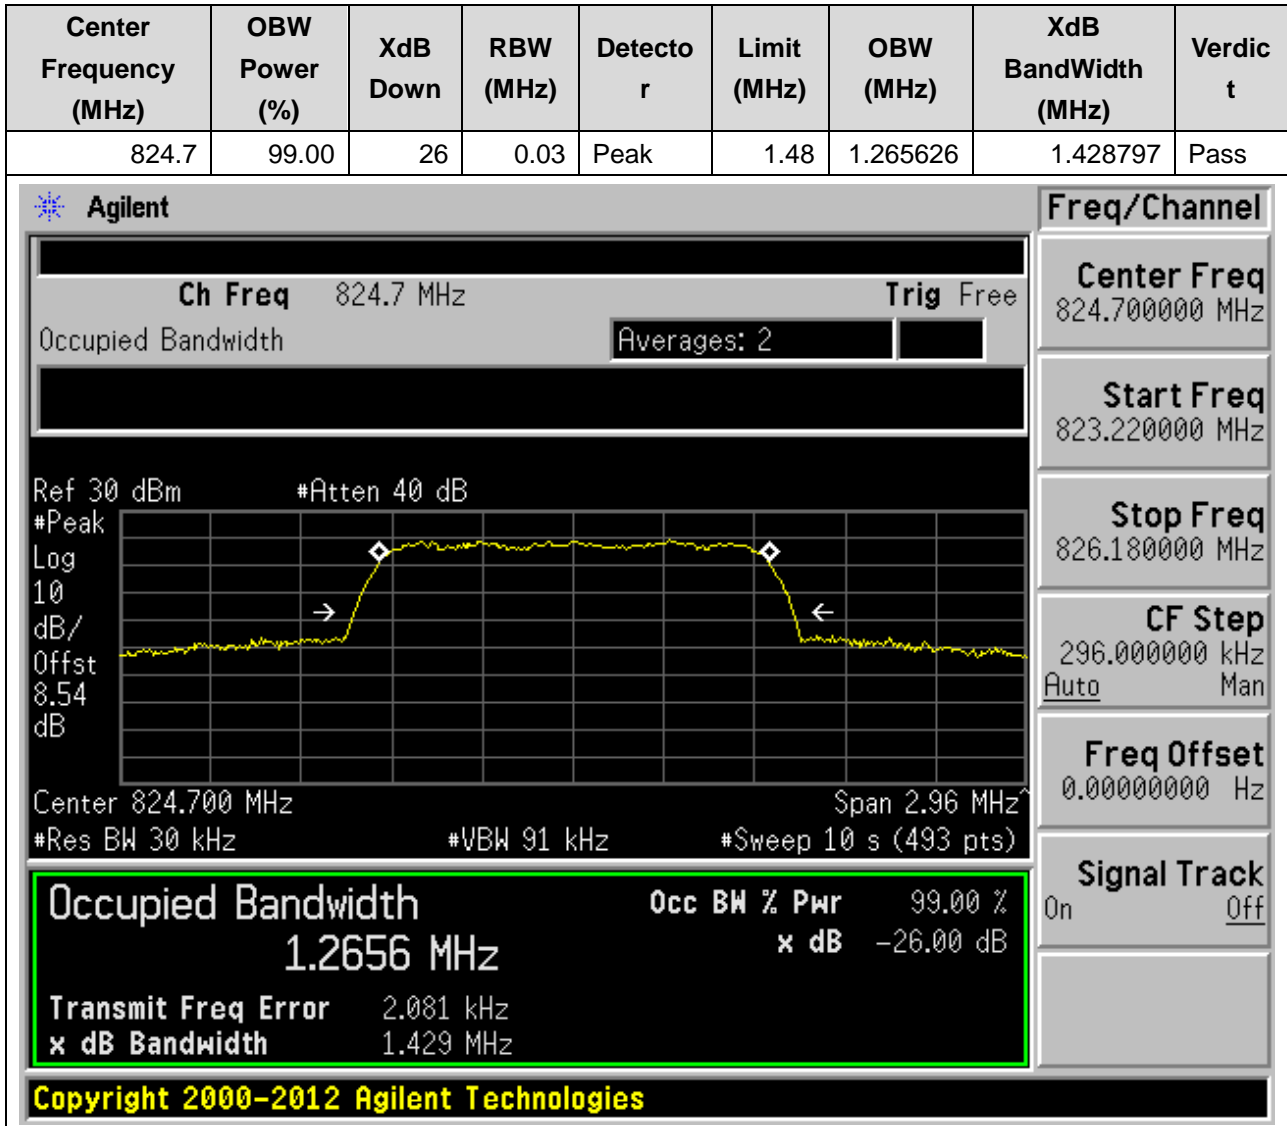 Center Frequency (MHz) OBW Power (%) XdB Down RBW (MHz) Detector Limit (MHz) OBW (MHz) XdB BandWidth (MHz) Verdict
824.7 99.00 26 0.03 Peak 1.48 1.265626 1.428797 Pass
Agilent
Freq/Channel
Ch Freq 824.7 MHz Trig Free
Occupied Bandwidth Averages: 2
Center Freq
824.700000 MHz
Start Freq
823.220000 MHz
Stop Freq
826.180000 MHz
CF Step
296.000000 kHz
Auto Man
Freq Offset
0.00000000 Hz
Signal Track
On Off
Ref 30 dBm #Atten 40 dB
#Peak
Log
10
dB/
Offst
8.54
dB
Center 824.700 MHz Span 2.96 MHz^
#Res BW 30 kHz #VBW 91 kHz #Sweep 10 s (493 pts)
Occupied Bandwidth Occ BW % Pwr 99.00 %
1.2656 MHz x dB -26.00 dB
Transmit Freq Error 2.081 kHz
x dB Bandwidth 1.429 MHz
Copyright 2000-2012 Agilent Technologies